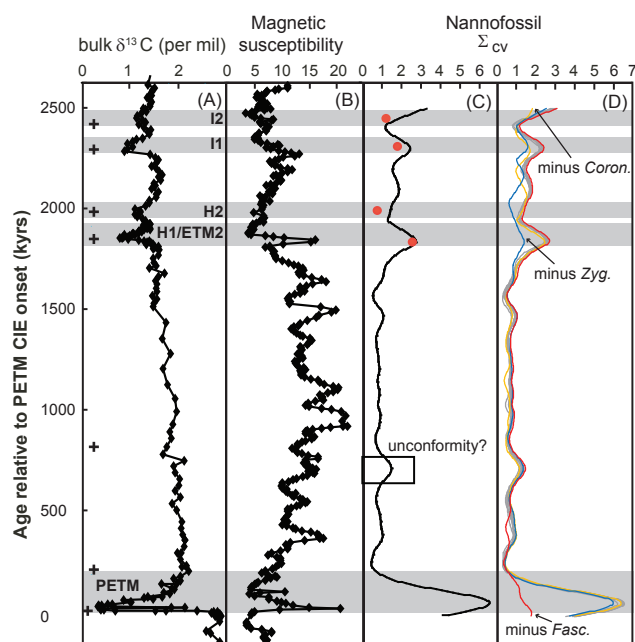 bulk δ¹³ C (per mil)
Magnetic susceptibility
Nannofossil
Σcv
0 1 2
0 5 10 15 20
0 1 2 3 4 5 6
0 1 2 3 4 5 6 7
(A) (B) (C) (D)
2500
I2
I1
minus Coron.
2000
H2
H1/ETM2
minus Zyg.
1500
1000
unconformity?
500
PETM
0
minus Fasc.
Age relative to PETM CIE onset (kyrs)